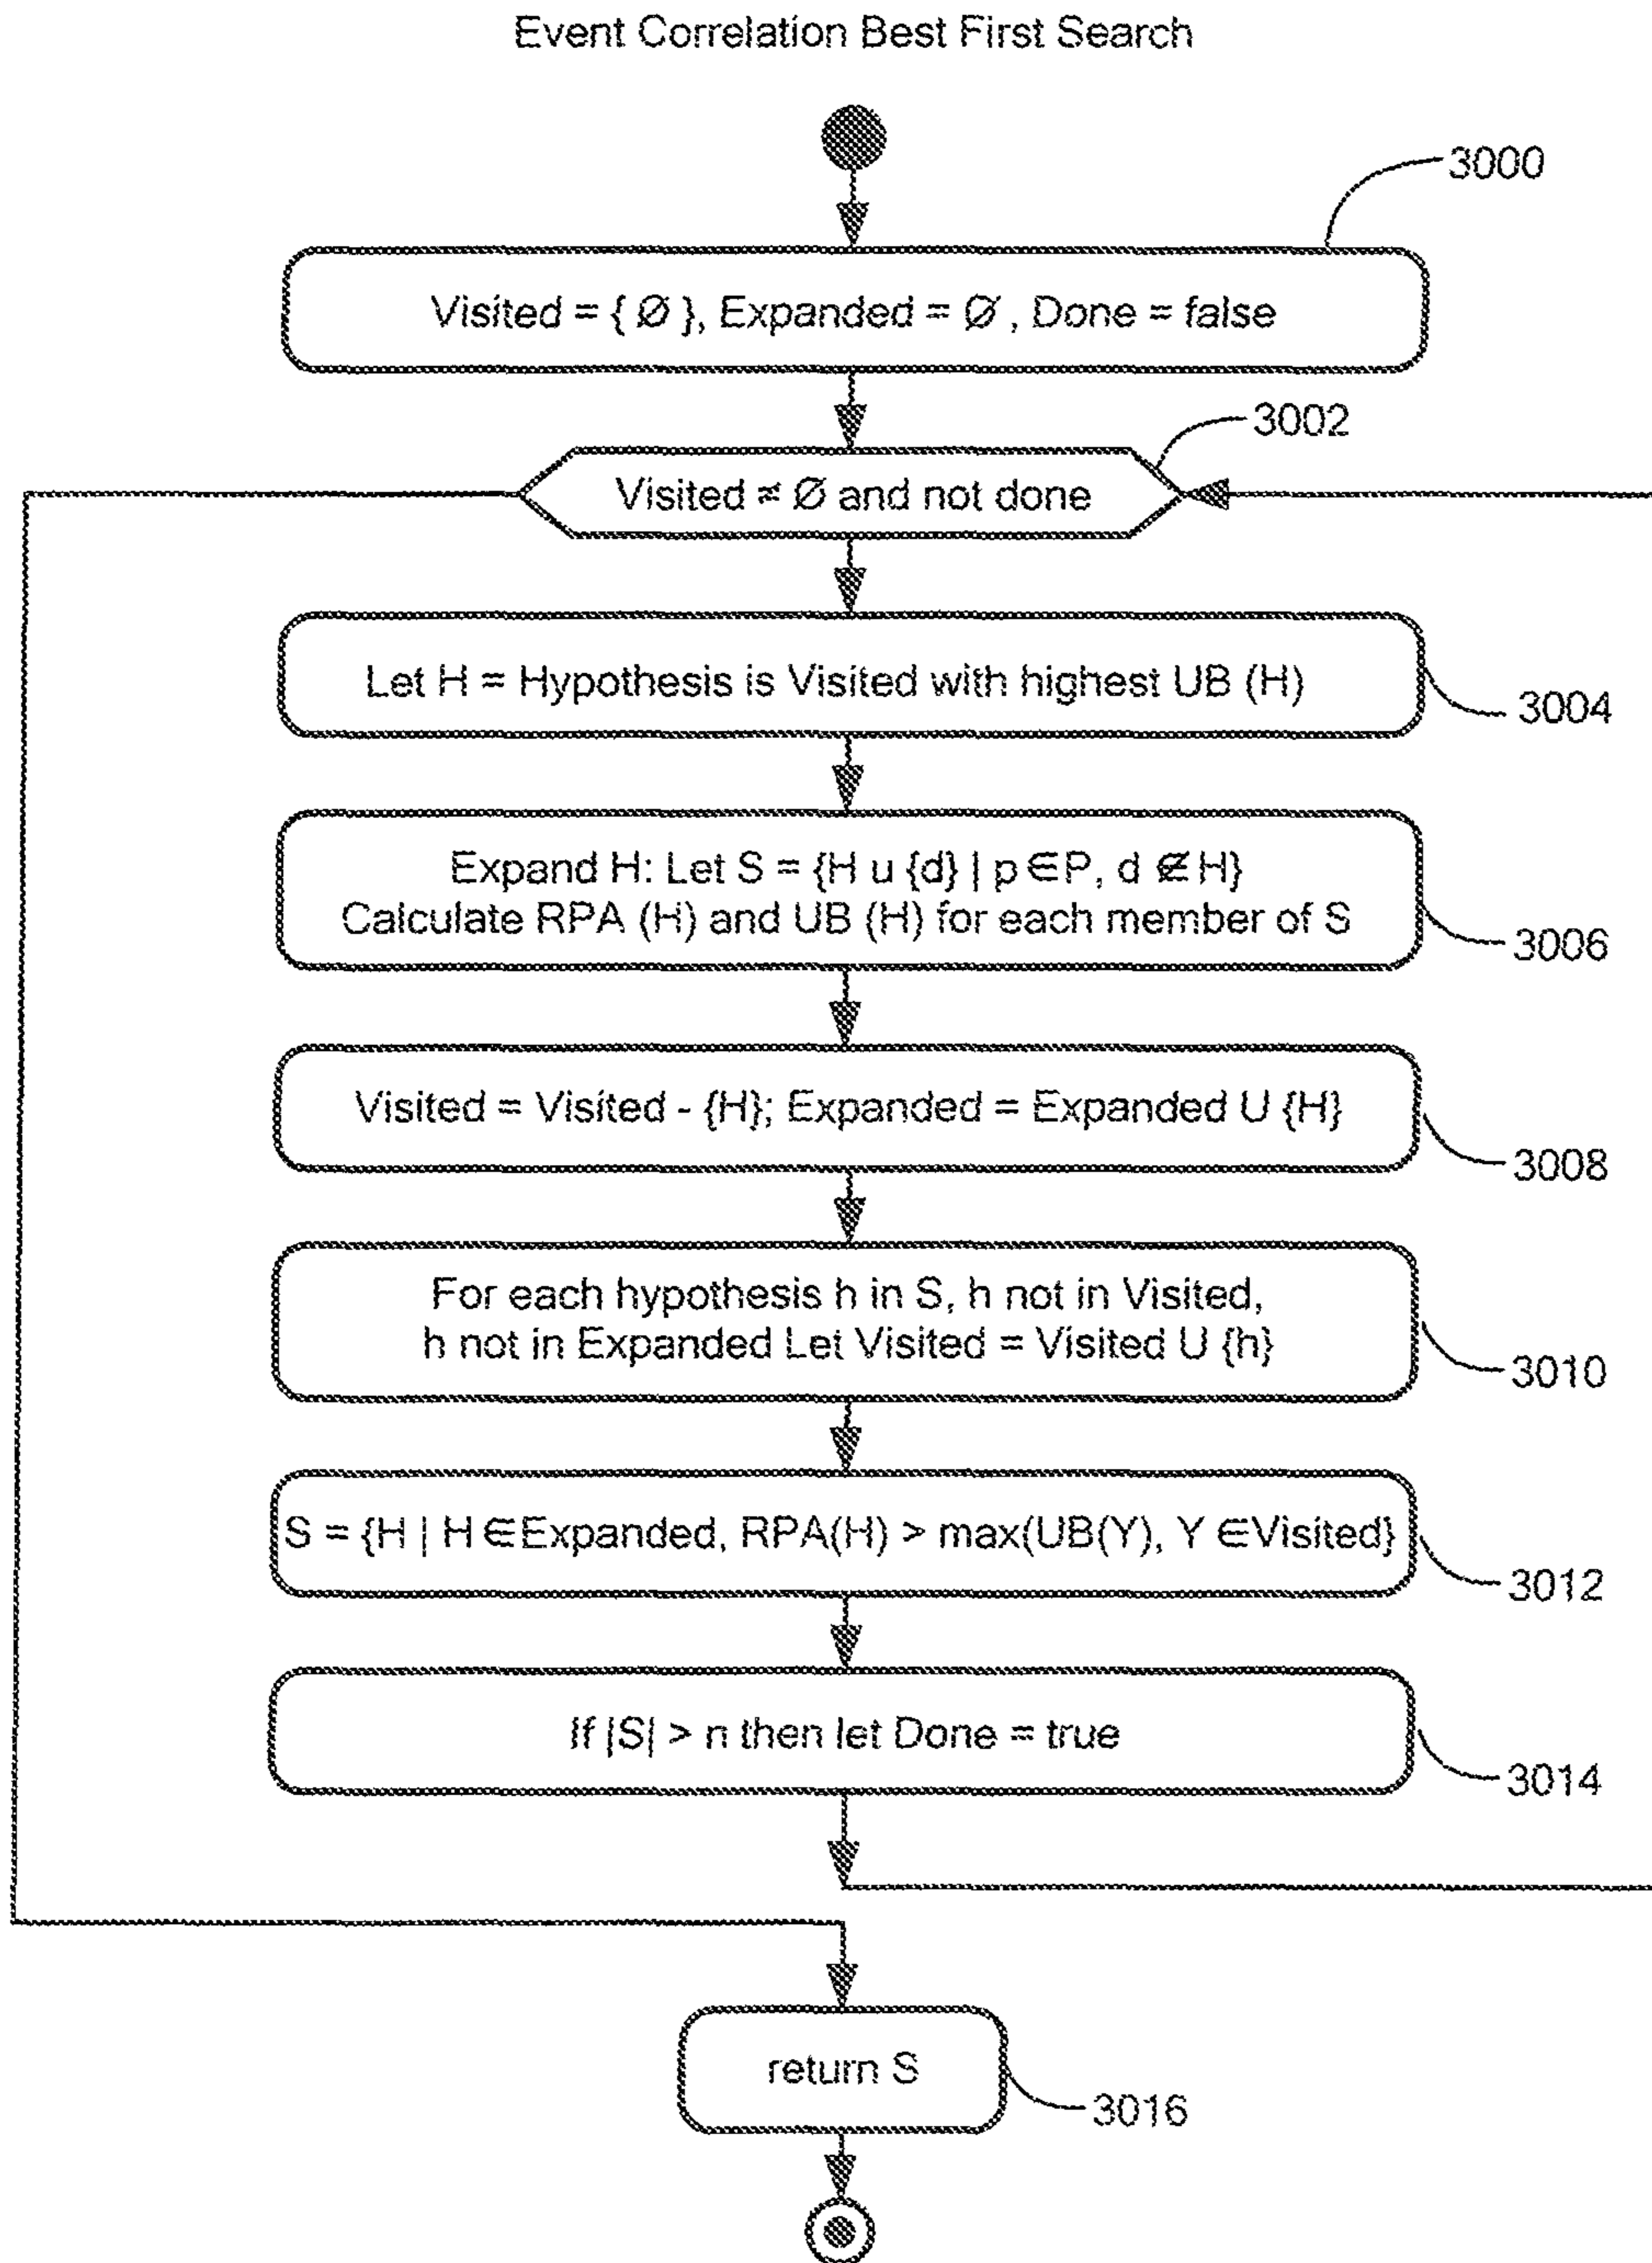 Event Correlation Best First Search
3000
Visited = { Ø }, Expanded = Ø , Done = false
3002
Visited ≠ Ø and not done
Let H = Hypothesis is Visited with highest UB (H)
3004
Expand H: Let S = {H u {d} | p ∈ P, d ∉ H}
Calculate RPA (H) and UB (H) for each member of S
3006
Visited = Visited - {H}; Expanded = Expanded U {H}
3008
For each hypothesis h in S, h not in Visited,
h not in Expanded Let Visited = Visited U {h}
3010
S = {H | H ∈ Expanded, RPA(H) > max(UB(Y), Y ∈ Visited}
3012
If |S| > n then let Done = true
3014
return S
3016